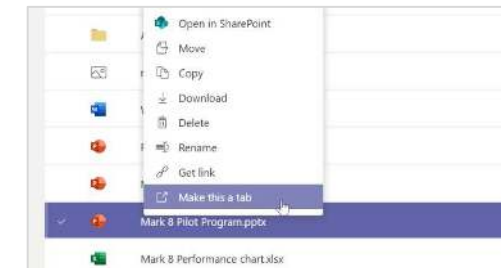 Open in SharePoint
Move
Copy
Download
Delete
Rename
Get link
Make this a tab
Mark 8 Pilot Program.pptx
Mark 8 Performance chart.xlsx